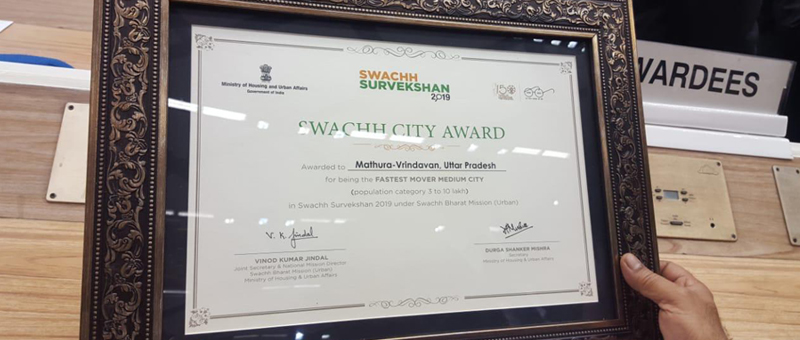 Ministry of Housing and Urban Affairs
Government of India
SWACHH
SURVEKSHAN
2019
SWACHH CITY AWARD
Awarded to Mathura-Vrindavan, Uttar Pradesh
for being the FASTEST MOVER MEDIUM CITY
(population category 3 to 10 lakh)
in Swachh Survekshan 2019 under Swachh Bharat Mission (Urban)
V. K. Jindal
VINOD KUMAR JINDAL
Joint Secretary & National Mission Director
Swachh Bharat Mission (Urban)
Ministry of Housing & Urban Affairs
DURGA SHANKER MISHRA
Secretary
Ministry of Housing & Urban Affairs
WARDEES